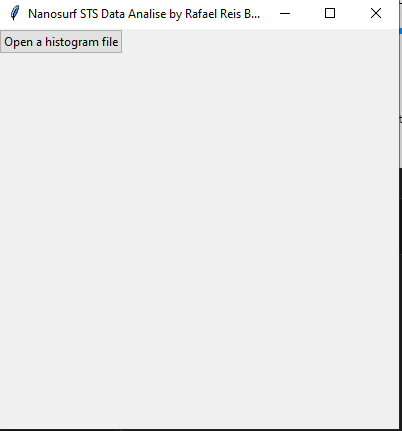 Nanosurf STS Data Analise by Rafael Reis B...
Open a histogram file